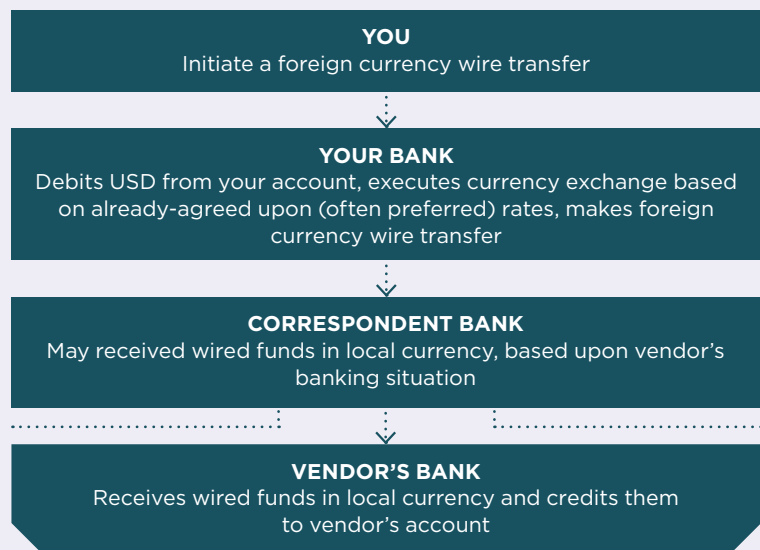 YOU
Initiate a foreign currency wire transfer
YOUR BANK
Debits USD from your account, executes currency exchange based
on already-agreed upon (often preferred) rates, makes foreign
currency wire transfer
CORRESPONDENT BANK
May received wired funds in local currency, based upon vendor’s
banking situation
VENDOR’S BANK
Receives wired funds in local currency and credits them
to vendor’s account